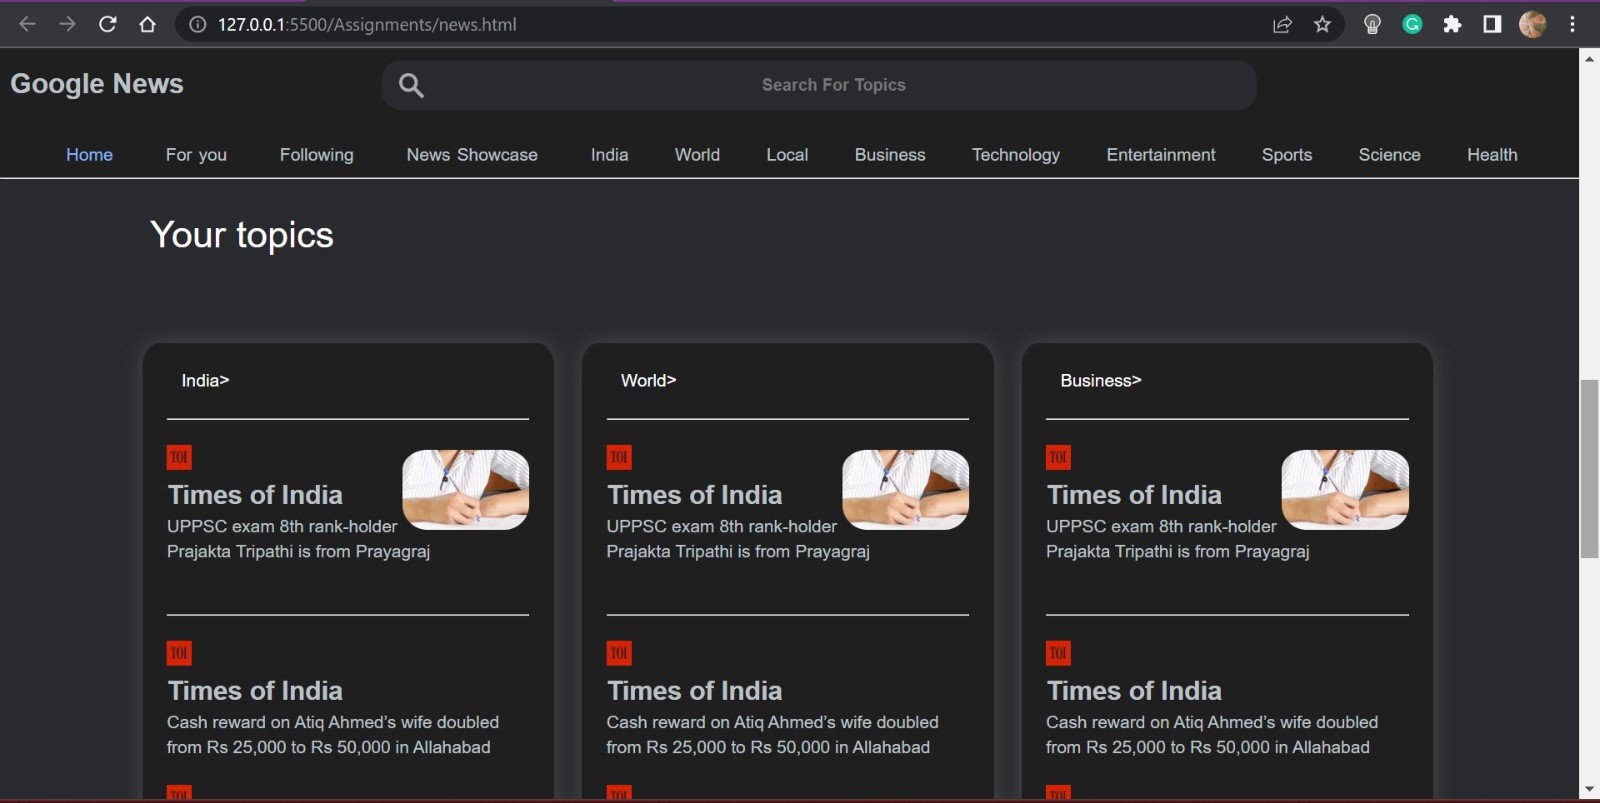 127.0.0.1:5500/Assignments/news.html
Google News
Search For Topics
Home For you Following News Showcase India World Local Business Technology Entertainment Sports Science Health
Your topics
India>
TOI
Times of India
UPPSC exam 8th rank-holder
Prajakta Tripathi is from Prayagraj
TOI
Times of India
Cash reward on Atiq Ahmed’s wife doubled
from Rs 25,000 to Rs 50,000 in Allahabad
TOI
World>
TOI
Times of India
UPPSC exam 8th rank-holder
Prajakta Tripathi is from Prayagraj
TOI
Times of India
Cash reward on Atiq Ahmed’s wife doubled
from Rs 25,000 to Rs 50,000 in Allahabad
TOI
Business>
TOI
Times of India
UPPSC exam 8th rank-holder
Prajakta Tripathi is from Prayagraj
TOI
Times of India
Cash reward on Atiq Ahmed’s wife doubled
from Rs 25,000 to Rs 50,000 in Allahabad
TOI